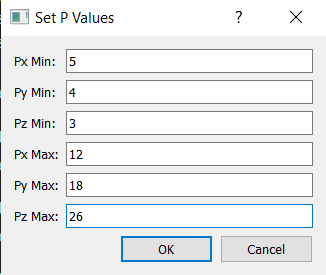 Set P Values ?
Px Min: 5
Py Min: 4
Pz Min: 3
Px Max: 12
Py Max: 18
Pz Max: 26
OK Cancel